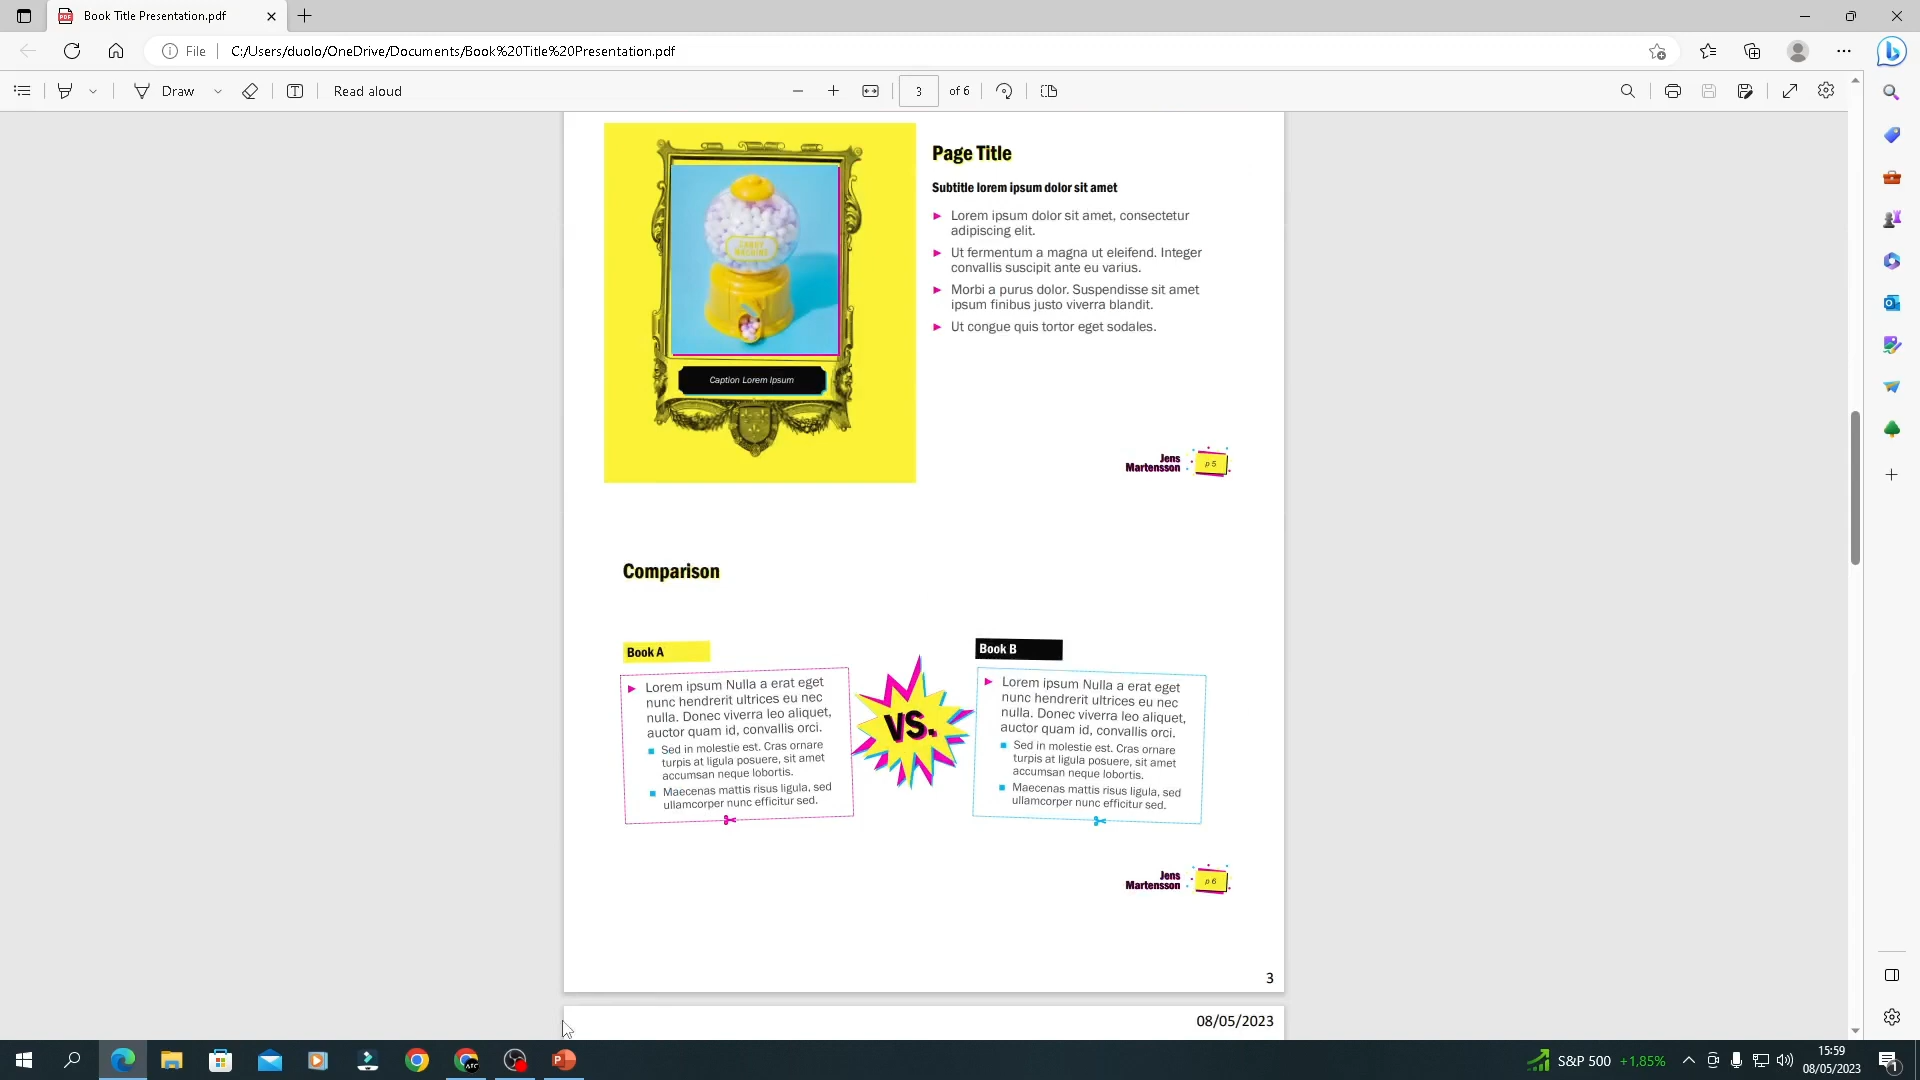 Book Title Presentation.pdf
File
C:/Users/duolo/OneDrive/Documents/Book%20Title%20Presentation.pdf
Draw
Read aloud
3
of 6
CANDY
MACHINE
Caption Lorem Ipsum
Page Title
Subtitle lorem ipsum dolor sit amet
Lorem ipsum dolor sit amet, consectetur
adipiscing elit.
Ut fermentum a magna ut eleifend. Integer
convallis suscipit ante eu varius.
Morbi a purus dolor. Suspendisse sit amet
ipsum finibus justo viverra blandit.
Ut congue quis tortor eget sodales.
Jens
Martensson
p 5
Comparison
Book A
Lorem ipsum Nulla a erat eget
nunc hendrerit ultrices eu nec
nulla. Donec viverra leo aliquet,
auctor quam id, convallis orci.
Sed in molestie est. Cras ornare
turpis at ligula posuere, sit amet
accumsan neque lobortis.
Maecenas mattis risus ligula, sed
ullamcorper nunc efficitur sed.
VS.
Book B
Lorem ipsum Nulla a erat eget
nunc hendrerit ultrices eu nec
nulla. Donec viverra leo aliquet,
auctor quam id, convallis orci.
Sed in molestie est. Cras ornare
turpis at ligula posuere, sit amet
accumsan neque lobortis.
Maecenas mattis risus ligula, sed
ullamcorper nunc efficitur sed.
Jens
Martensson
p 6
3
08/05/2023
S&P 500 +1,85%
15:59
08/05/2023
1